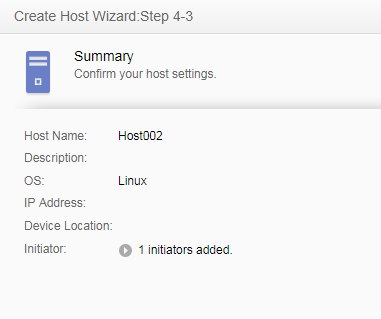 Create Host Wizard:Step 4-3
Summary
Confirm your host settings.
Host Name: Host002
Description:
OS: Linux
IP Address:
Device Location:
Initiator: 1 initiators added.